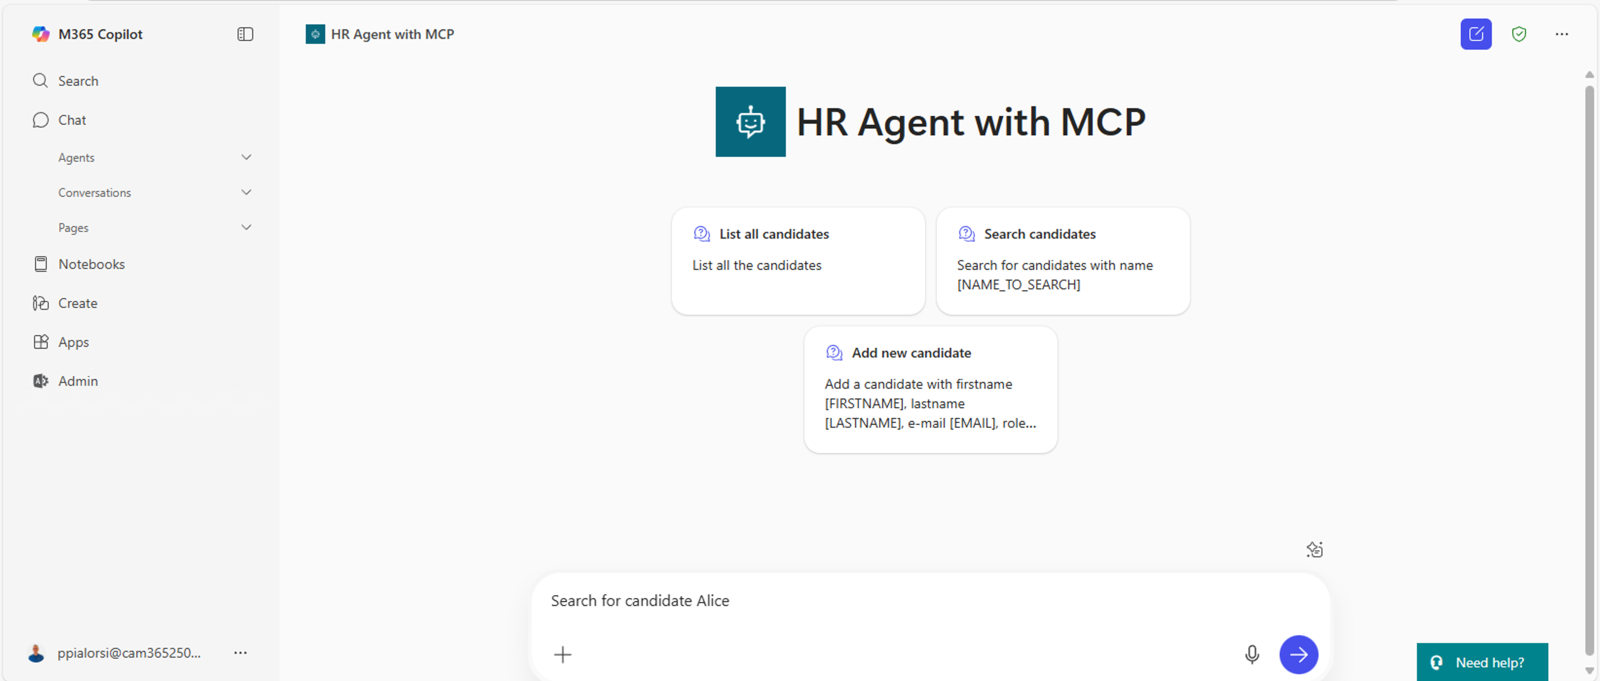 M365 Copilot
Search
Chat
Agents
Conversations
Pages
Notebooks
Create
Apps
Admin
ppialorsi@cam365250...
HR Agent with MCP
HR Agent with MCP
List all candidates
List all the candidates
Search candidates
Search for candidates with name
[NAME_TO_SEARCH]
Add new candidate
Add a candidate with firstname
[FIRSTNAME], lastname
[LASTNAME], e-mail [EMAIL], role...
Search for candidate Alice
Need help?